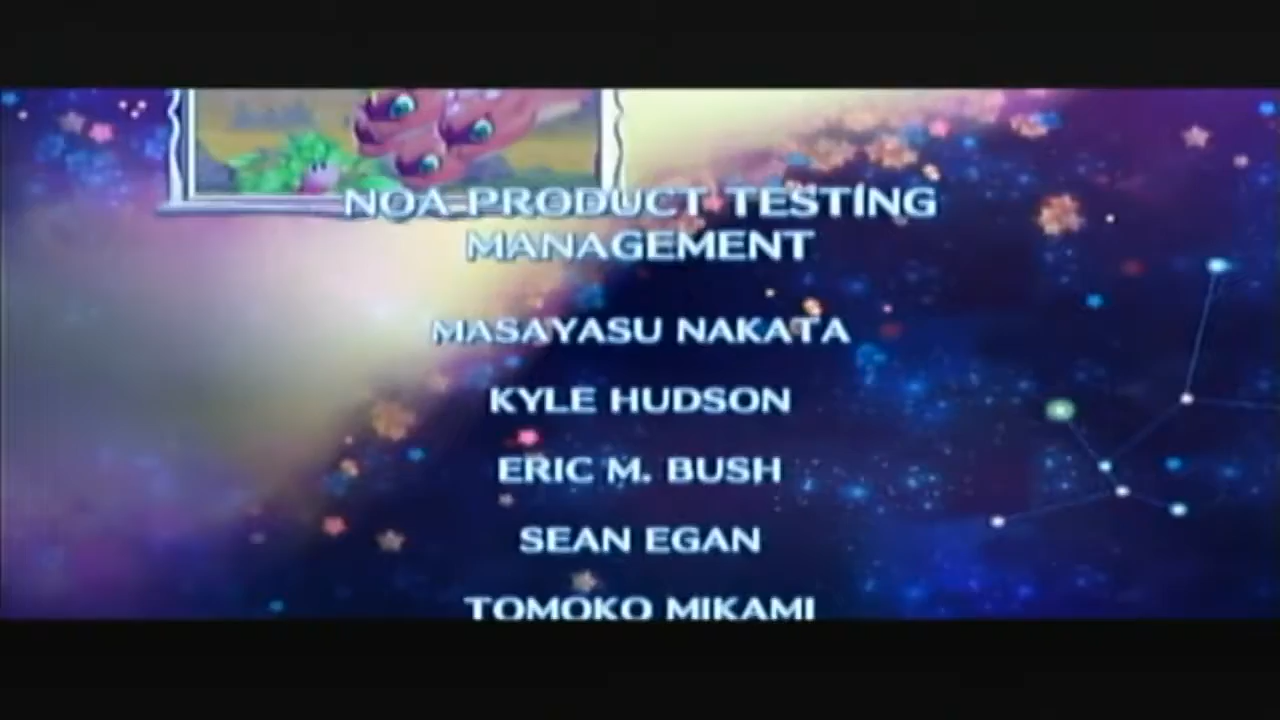 NOA PRODUCT TESTING
MANAGEMENT
MASAYASU NAKATA
KYLE HUDSON
ERIC M. BUSH
SEAN EGAN
TOMOKO MIKAMI